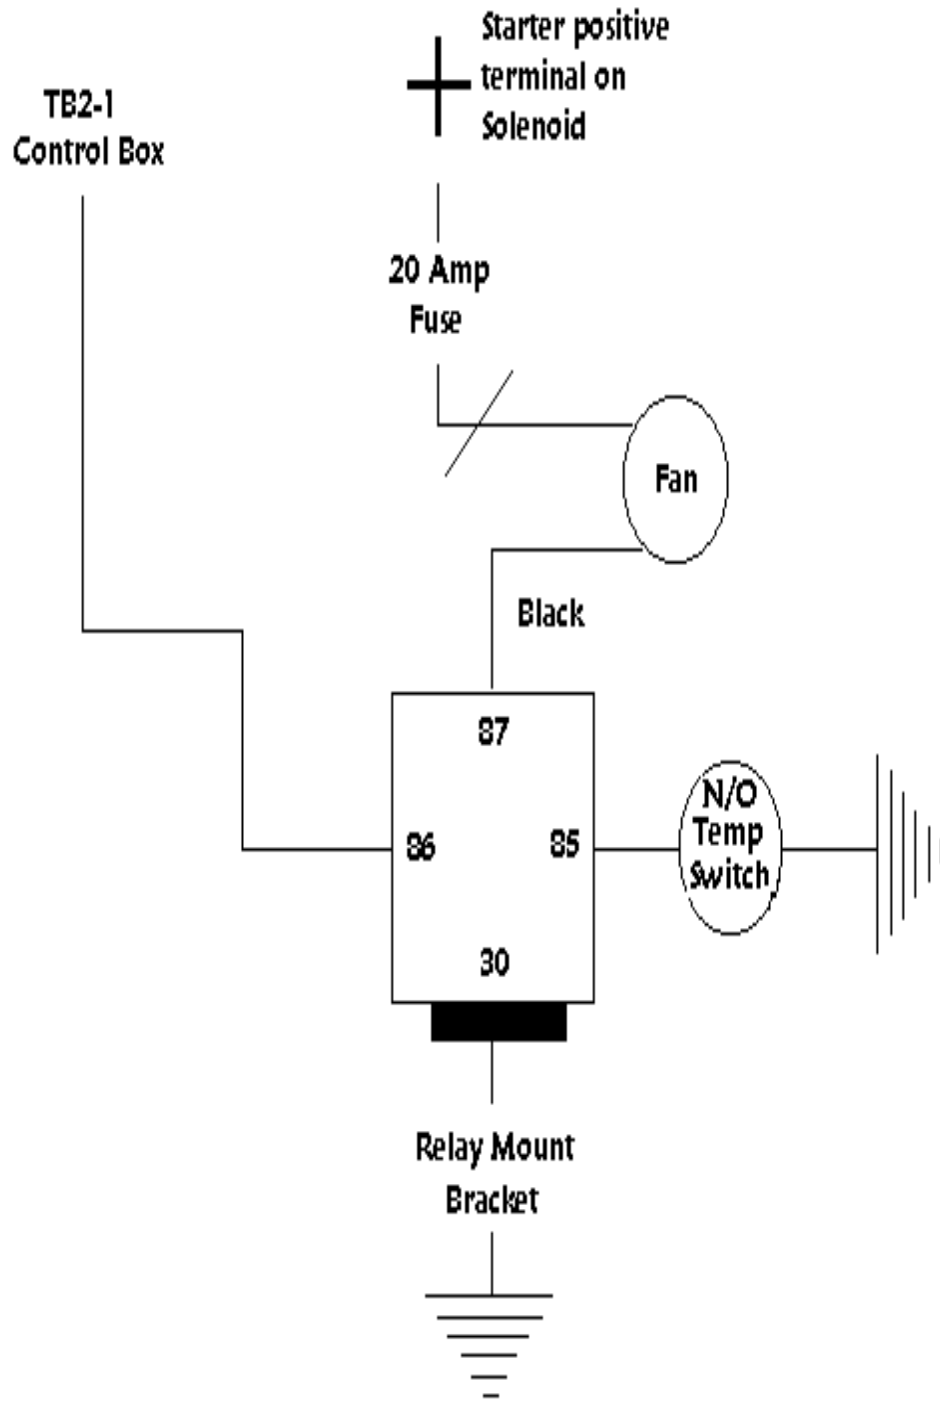 Starter positive
terminal on
Solenoid
TB2-1
Control Box
20 Amp
Fuse
Fan
Black
87
86
85
N/O
Temp
Switch
30
Relay Mount
Bracket